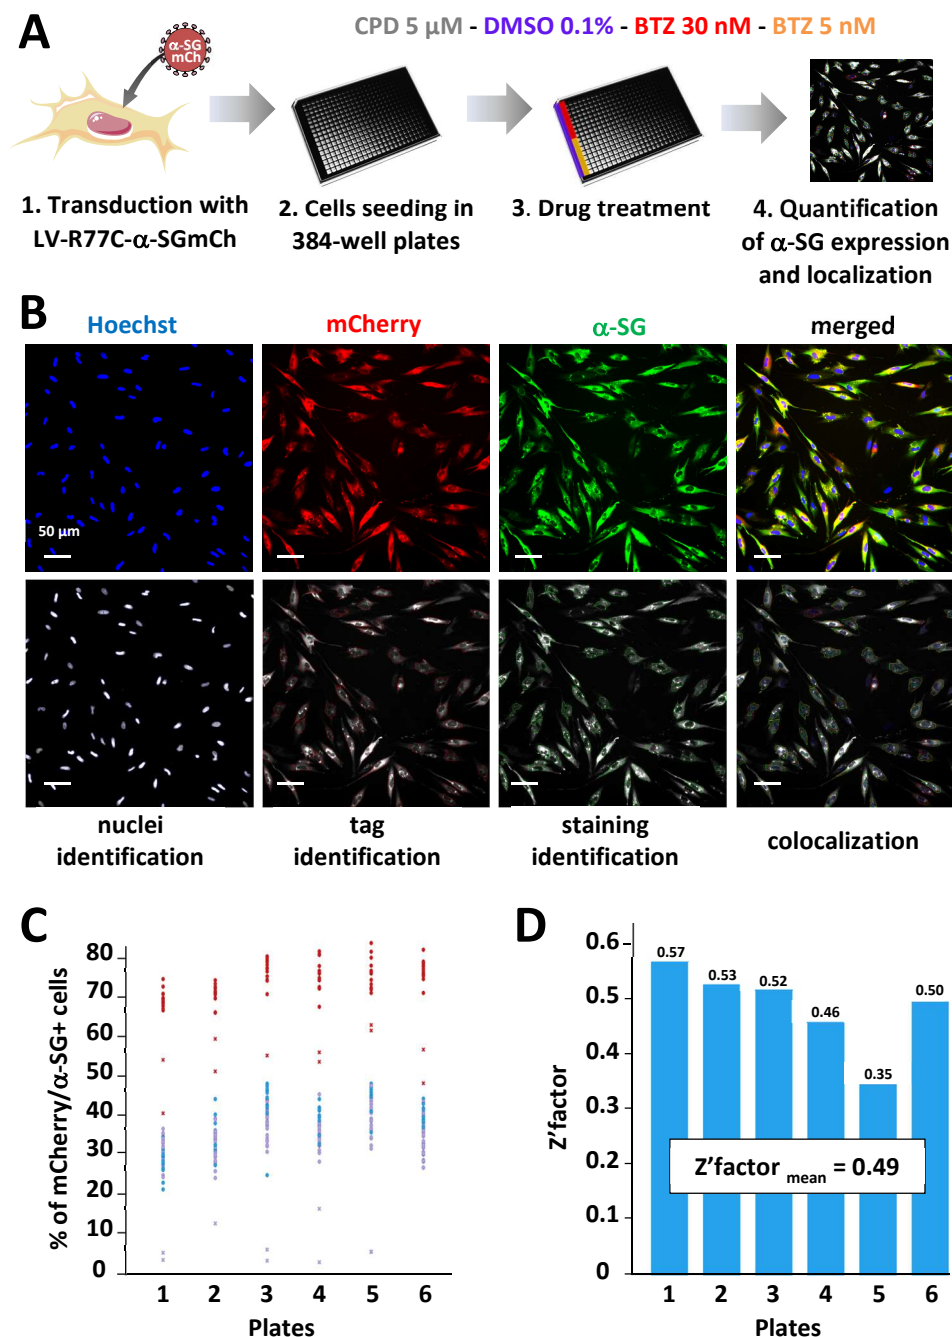 A
CPD 5 µM - DMSO 0.1% - BTZ 30 nM - BTZ 5 nM
α-SG
mCh
1. Transduction with
LV-R77C-α-SGmCh
2. Cells seeding in
384-well plates
3. Drug treatment
4. Quantification
of α-SG expression
and localization
B
Hoechst
mCherry
α-SG
merged
50 µm
nuclei
identification
tag
identification
staining
identification
colocalization
C
% of mCherry/α-SG+ cells
80
70
60
50
40
30
20
10
0
1 2 3 4 5 6
Plates
D
Z'factor
0.6
0.5
0.4
0.3
0.2
0.1
0
0.57
0.53
0.52
0.46
0.35
0.50
Z'factor mean = 0.49
1 2 3 4 5 6
Plates